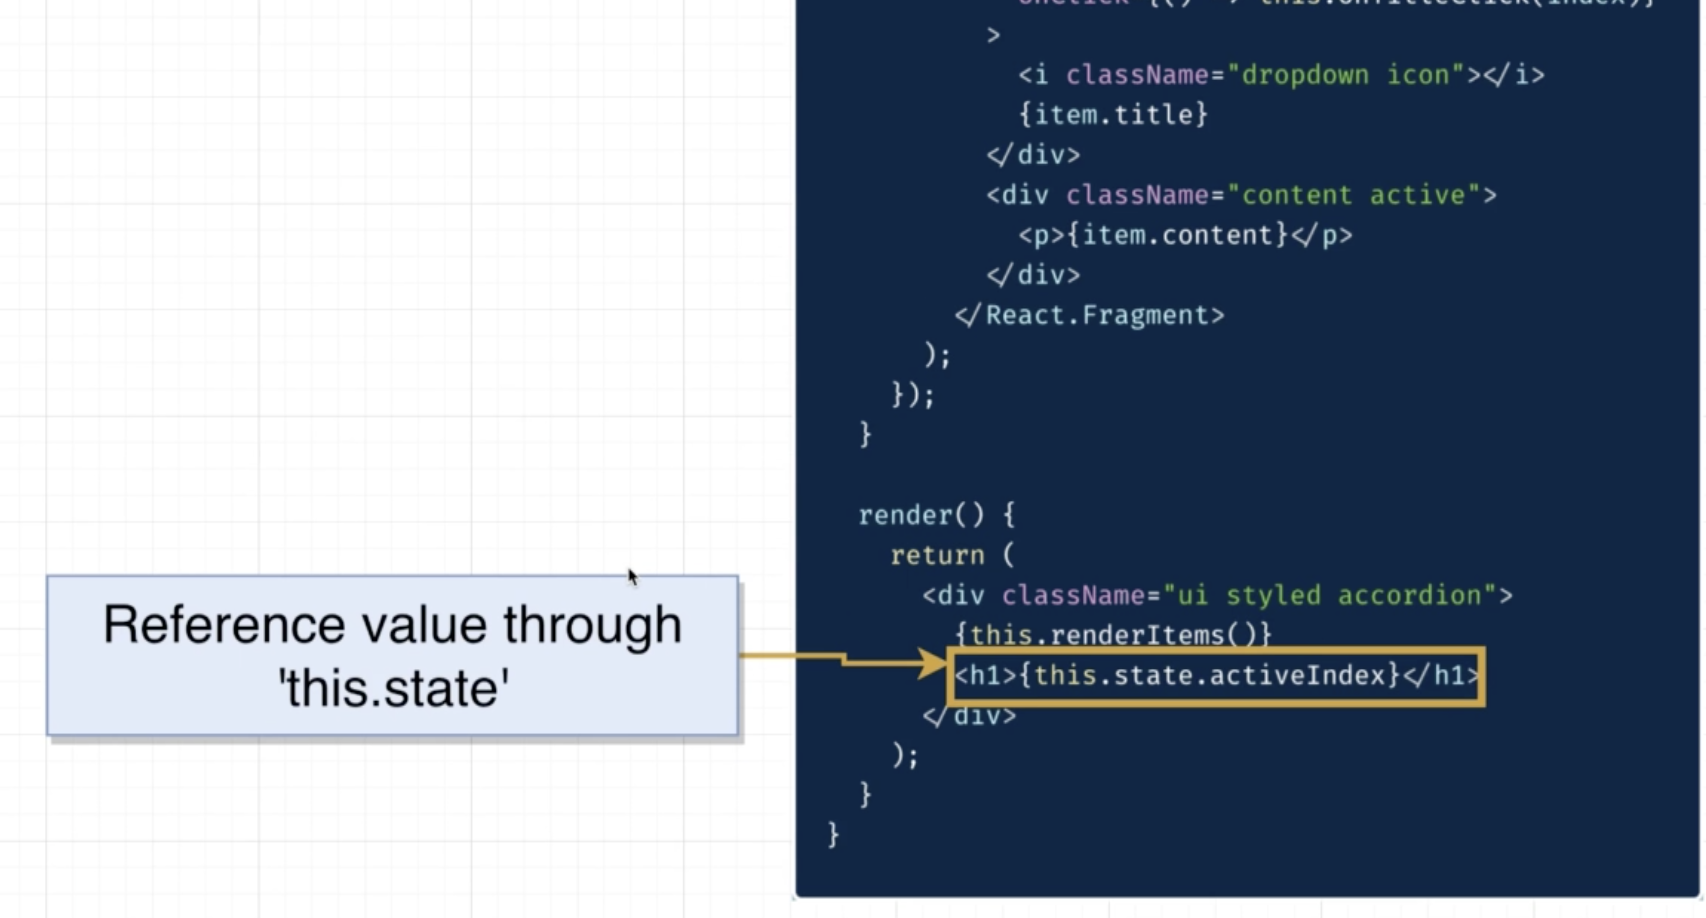 >
<i className="dropdown icon"></i>
{item.title}
</div>
<div className="content active">
<p>{item.content}</p>
</div>
</React.Fragment>
);
});
}
render() {
return (
<div className="ui styled accordion">
{this.renderItems()}
<h1>{this.state.activeIndex}</h1>
</div>
);
}
}
Reference value through
'this.state'